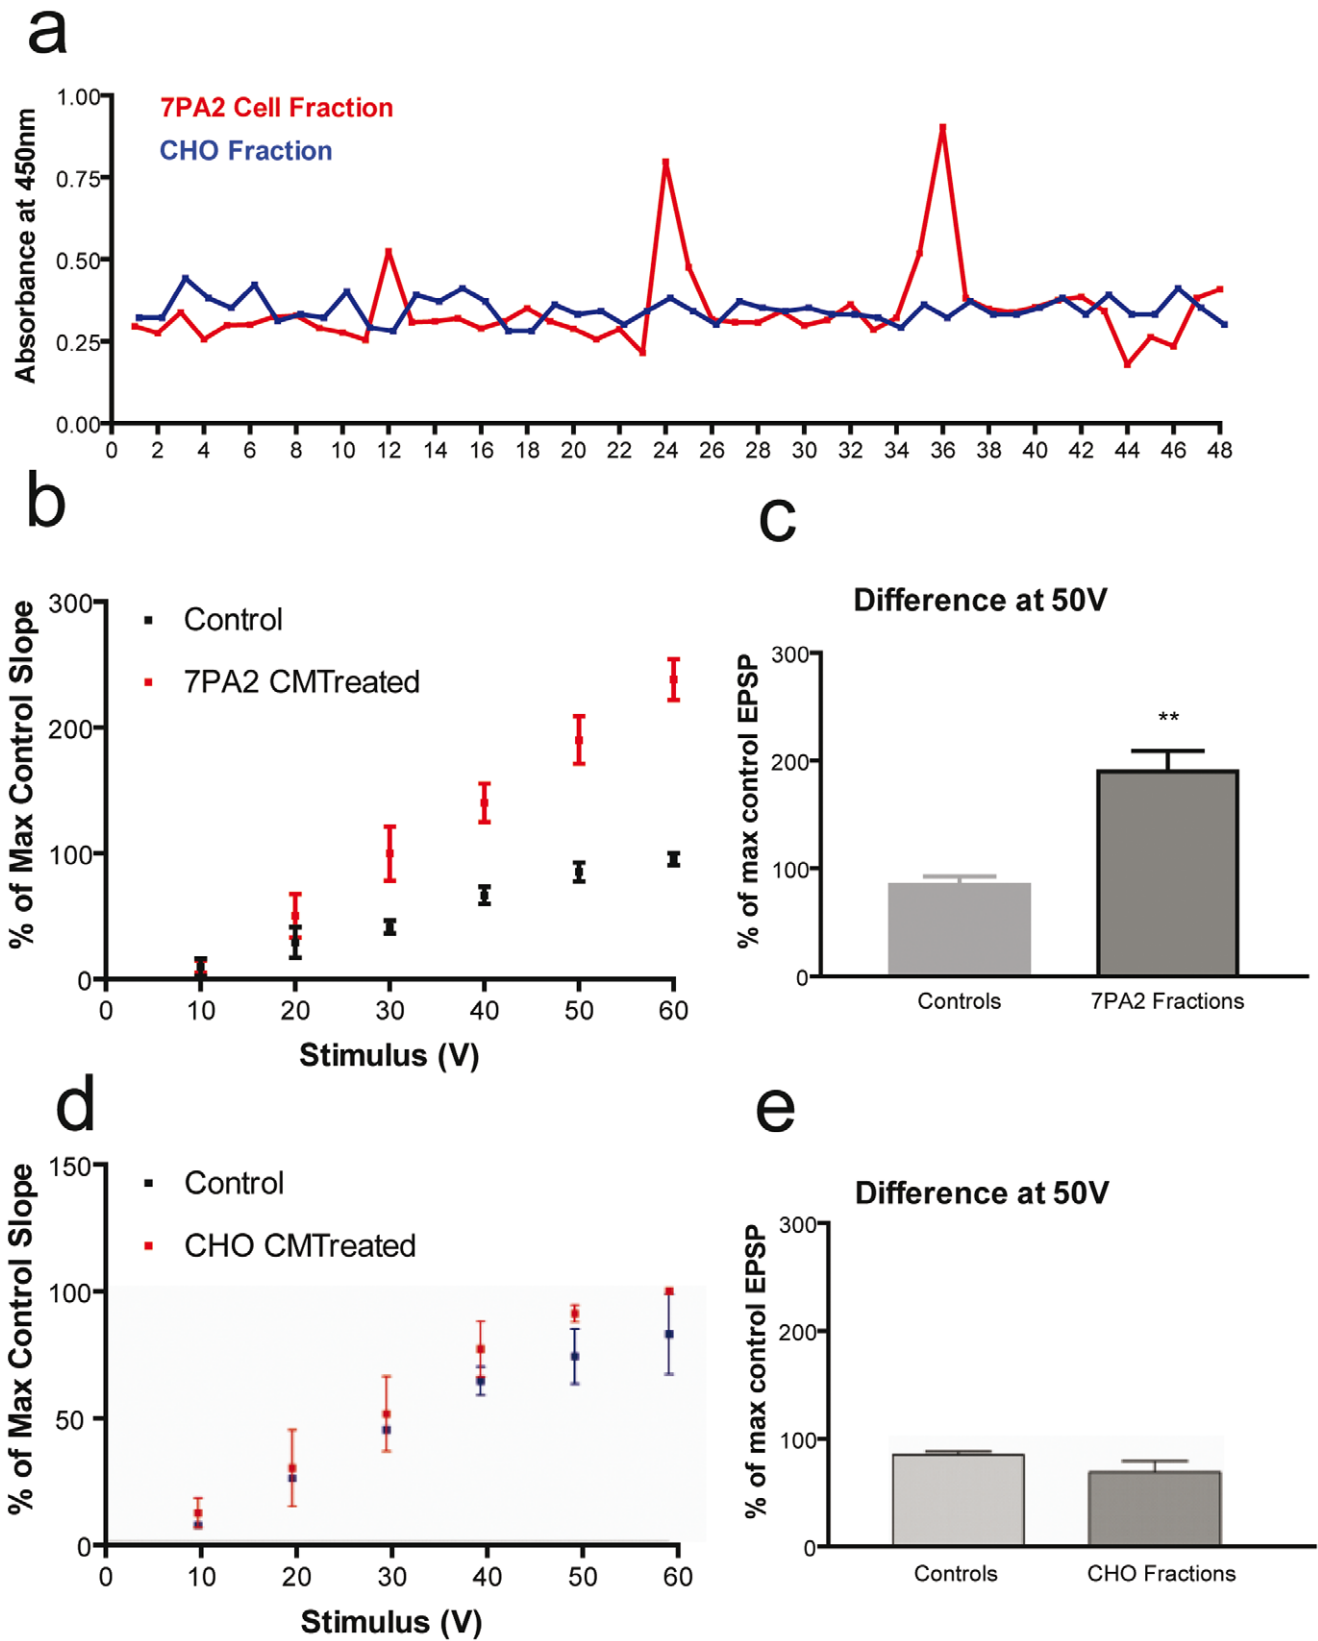 a
Absorbance at 450nm
1.00
0.75
0.50
0.25
0.00
7PA2 Cell Fraction
CHO Fraction
0 2 4 6 8 10 12 14 16 18 20 22 24 26 28 30 32 34 36 38 40 42 44 46 48
b
% of Max Control Slope
300
200
100
0
Control
7PA2 CMTreated
0 10 20 30 40 50 60
Stimulus (V)
c
Difference at 50V
% of max control EPSP
300
200
100
0
**
Controls 7PA2 Fractions
d
% of Max Control Slope
150
100
50
0
Control
CHO CMTreated
0 10 20 30 40 50 60
Stimulus (V)
e
Difference at 50V
% of max control EPSP
300
200
100
0
Controls CHO Fractions